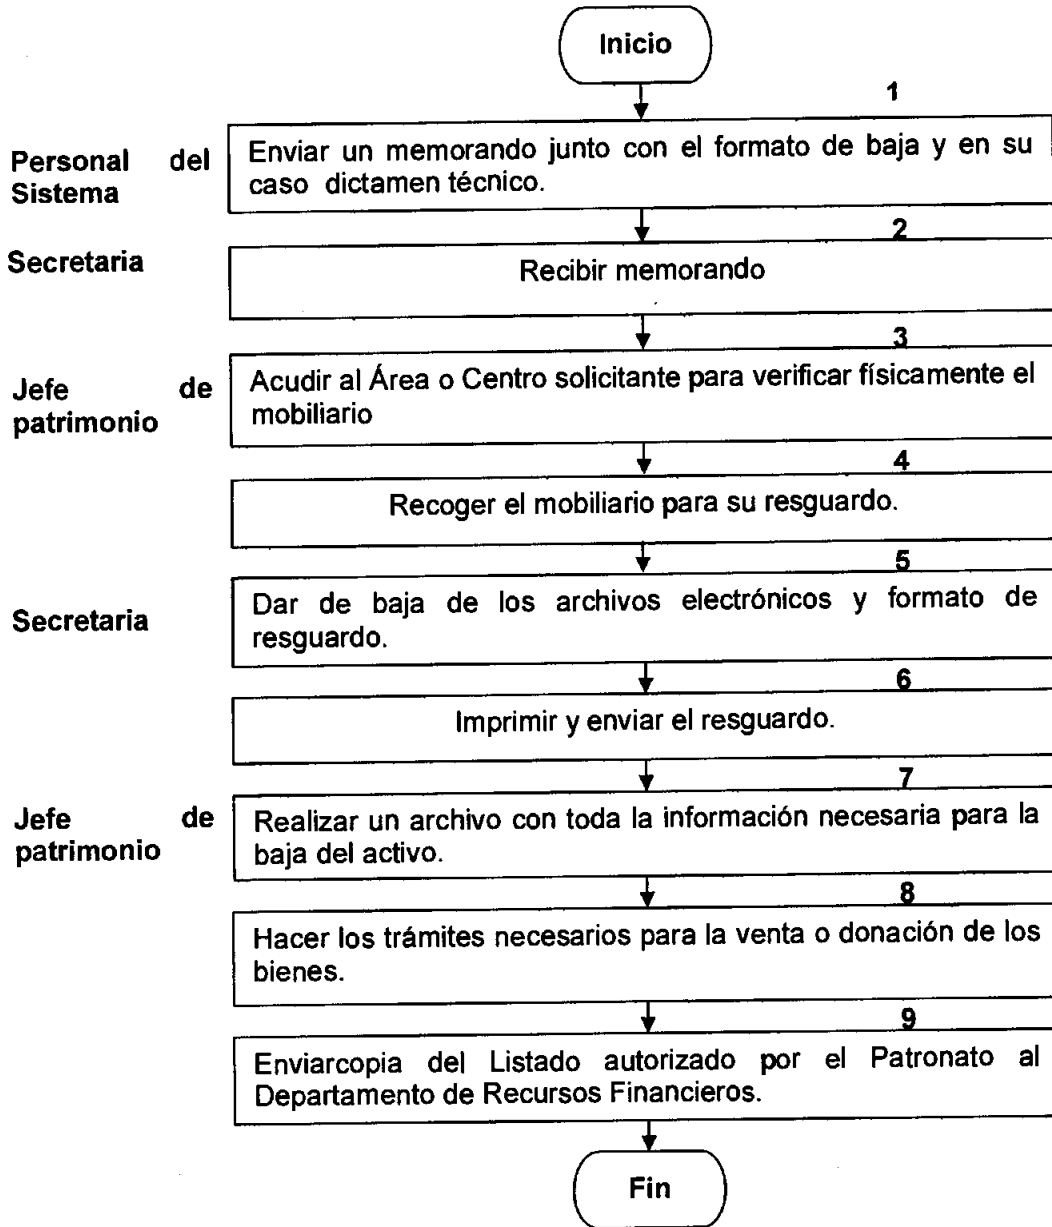 Inicio
1
Personal del
Sistema
Enviar un memorando junto con el formato de baja y en su
caso dictamen técnico.
2
Secretaria
Recibir memorando
3
Jefe de
patrimonio
Acudir al Área o Centro solicitante para verificar físicamente el
mobiliario
4
Recoger el mobiliario para su resguardo.
5
Secretaria
Dar de baja de los archivos electrónicos y formato de
resguardo.
6
Imprimir y enviar el resguardo.
7
Jefe de
patrimonio
Realizar un archivo con toda la información necesaria para la
baja del activo.
8
Hacer los trámites necesarios para la venta o donación de los
bienes.
9
Enviarcopia del Listado autorizado por el Patronato al
Departamento de Recursos Financieros.
Fin